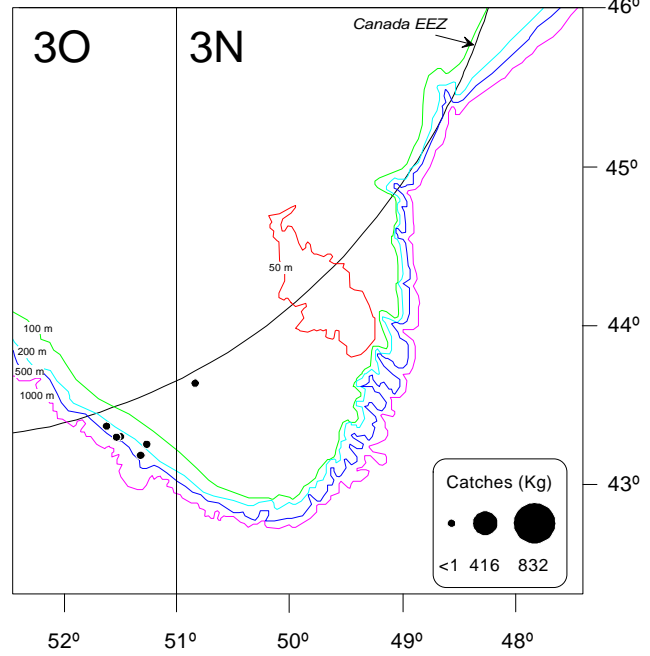 46º
Canada EEZ
3O 3N
45º
50 m
44º
100 m
200 m
500 m
1000 m
43º
Catches (Kg)
<1 416 832
52º 51º 50º 49º 48º